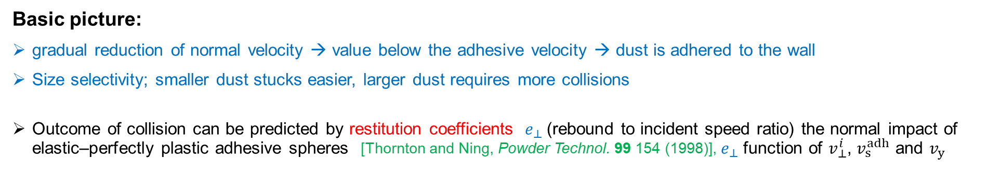 Basic picture:
➢ gradual reduction of normal velocity → value below the adhesive velocity → dust is adhered to the wall
➢ Size selectivity; smaller dust stucks easier, larger dust requires more collisions
➢ Outcome of collision can be predicted by restitution coefficients e⊥ (rebound to incident speed ratio) the normal impact of
elastic–perfectly plastic adhesive spheres [Thornton and Ning, Powder Technol. 99 154 (1998)], e⊥ function of v⊥^i, v_s^adh and v_y